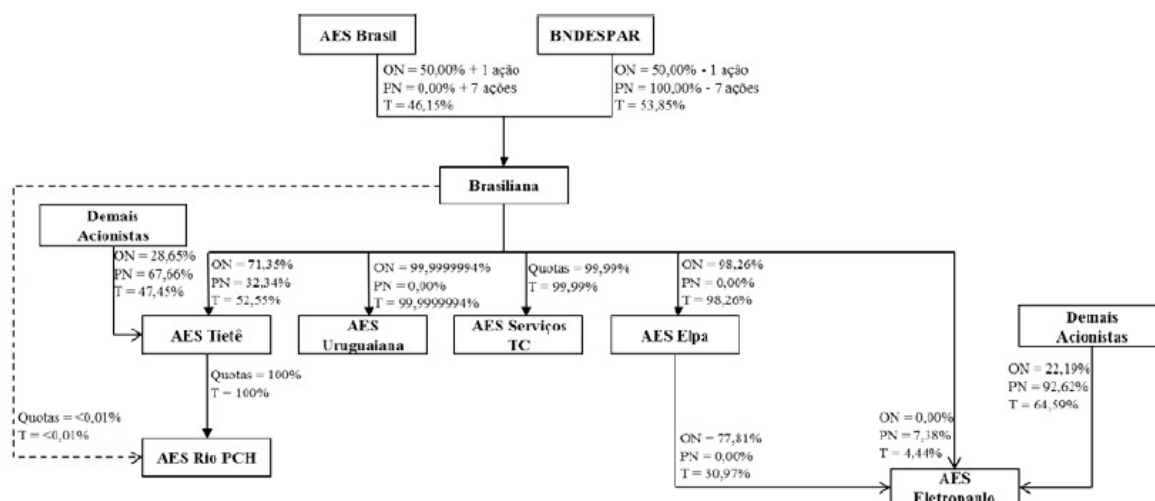 AES Brasil
BNDESPAR
ON = 50,00% + 1 ação
PN = 0,00% + 7 ações
T = 46,15%
ON = 50,00% - 1 ação
PN = 100,00% - 7 ações
T = 53,85%
Brasiliana
Demais
Acionistas
ON = 28,65%
PN = 67,66%
T = 47,45%
ON = 71,35%
PN = 32,34%
T = 52,55%
ON = 99,9999994%
PN = 0,00%
T = 99,9999994%
Quotas = 99,99%
T = 99,99%
ON = 98,26%
PN = 0,00%
T = 98,26%
AES Tietê
AES
Uruguaiana
AES Serviços
TC
AES Elpa
Demais
Acionistas
Quotas = 100%
T = 100%
ON = 22,19%
PN = 92,62%
T = 64,59%
Quotas = <0,01%
T = <0,01%
AES Rio PCH
ON = 77,81%
PN = 0,00%
T = 30,97%
ON = 0,00%
PN = 7,38%
T = 4,44%
AES
Eletropaulo